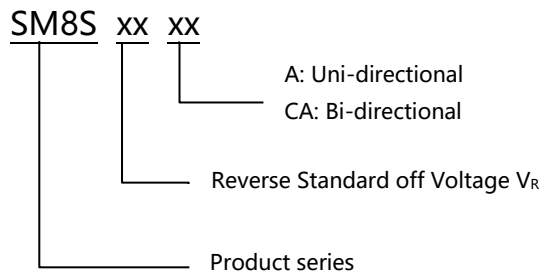 SM8S xx xx
A: Uni-directional
CA: Bi-directional
Reverse Standard off Voltage VR
Product series